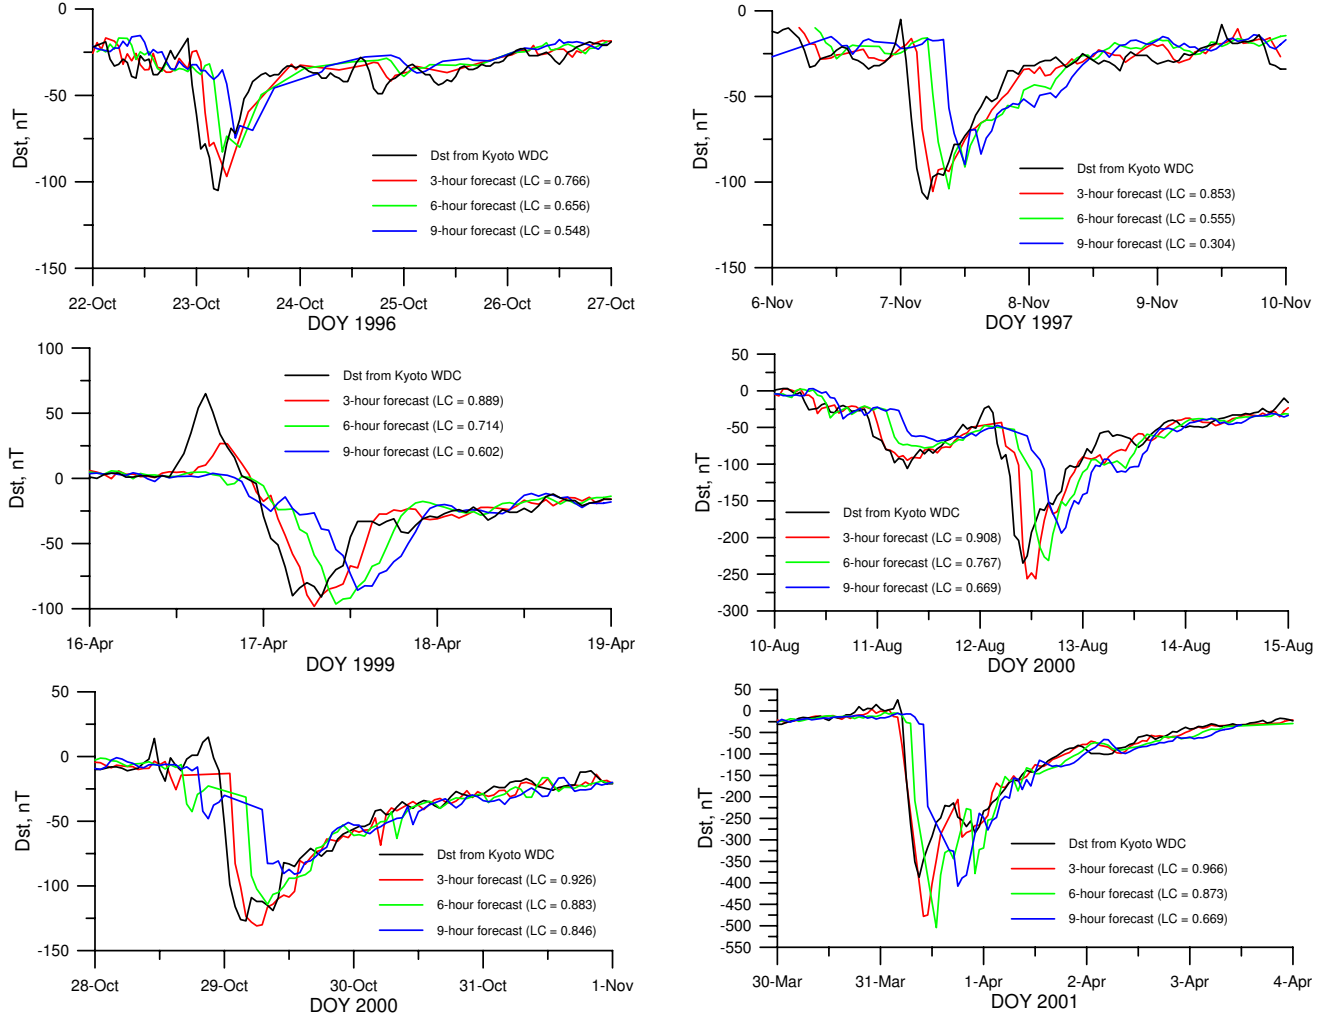 0
-50
-100
-150
Dst, nT
Dst from Kyoto WDC
3-hour forecast (LC = 0.766)
6-hour forecast (LC = 0.656)
9-hour forecast (LC = 0.548)
22-Oct 23-Oct 24-Oct 25-Oct 26-Oct 27-Oct
DOY 1996
0
-50
-100
-150
Dst, nT
Dst from Kyoto WDC
3-hour forecast (LC = 0.853)
6-hour forecast (LC = 0.555)
9-hour forecast (LC = 0.304)
6-Nov 7-Nov 8-Nov 9-Nov 10-Nov
DOY 1997
100
50
0
-50
-100
Dst, nT
Dst from Kyoto WDC
3-hour forecast (LC = 0.889)
6-hour forecast (LC = 0.714)
9-hour forecast (LC = 0.602)
16-Apr 17-Apr 18-Apr 19-Apr
DOY 1999
50
0
-50
-100
-150
-200
-250
-300
Dst, nT
Dst from Kyoto WDC
3-hour forecast (LC = 0.908)
6-hour forecast (LC = 0.767)
9-hour forecast (LC = 0.669)
10-Aug 11-Aug 12-Aug 13-Aug 14-Aug 15-Aug
DOY 2000
50
0
-50
-100
-150
Dst, nT
Dst from Kyoto WDC
3-hour forecast (LC = 0.926)
6-hour forecast (LC = 0.883)
9-hour forecast (LC = 0.846)
28-Oct 29-Oct 30-Oct 31-Oct 1-Nov
DOY 2000
50
0
-50
-100
-150
-200
-250
-300
-350
-400
-450
-500
-550
Dst, nT
Dst from Kyoto WDC
3-hour forecast (LC = 0.966)
6-hour forecast (LC = 0.873)
9-hour forecast (LC = 0.669)
30-Mar 31-Mar 1-Apr 2-Apr 3-Apr 4-Apr
DOY 2001